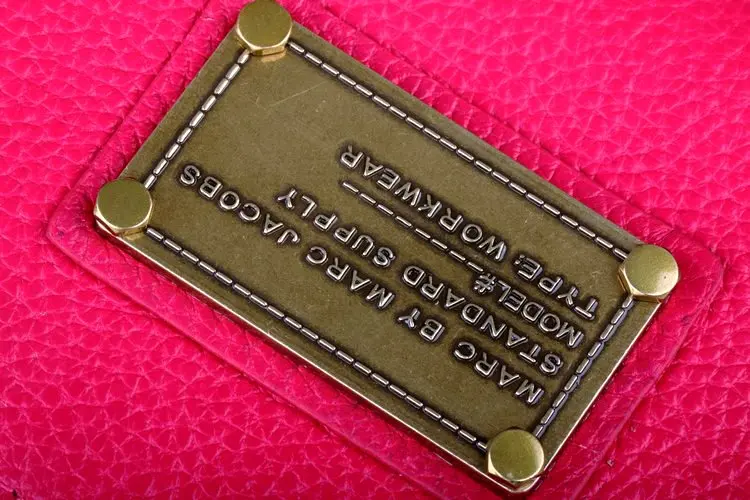 MARC BY MARC JACOBS
STANDARD SUPPLY
MODEL#
TYPE: WORKWEAR